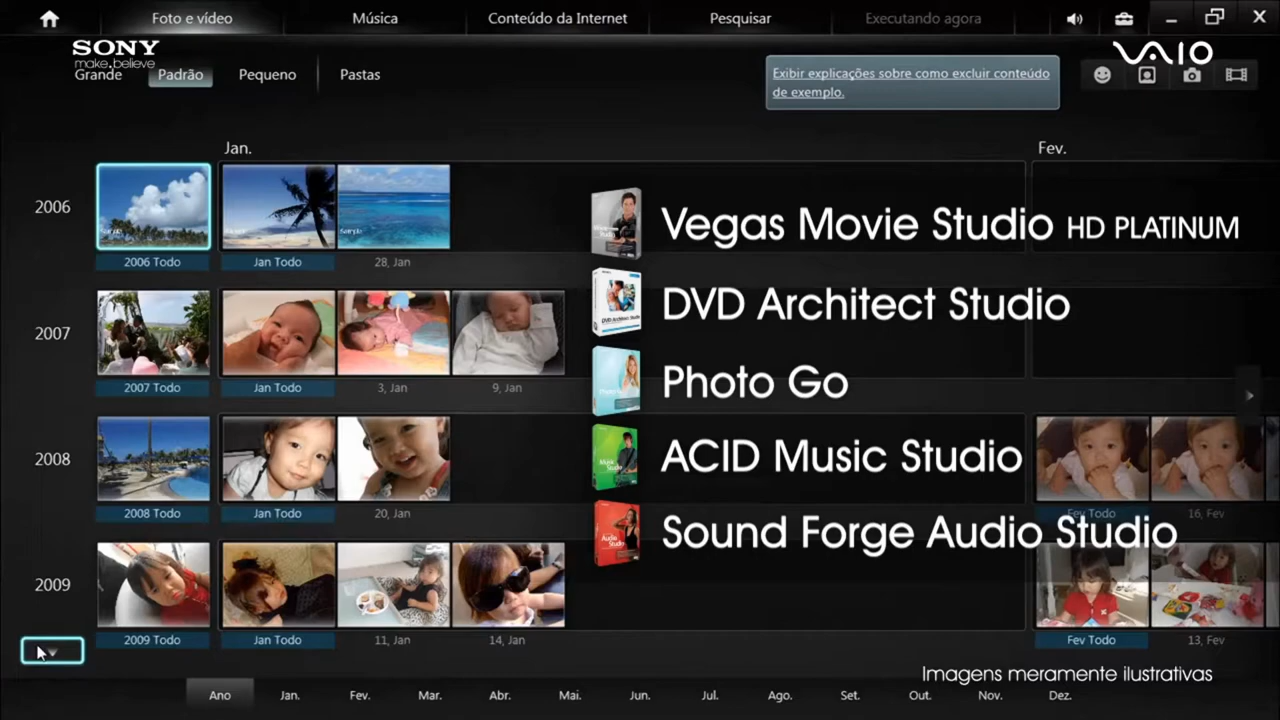 Foto e vídeo
Música
Conteúdo da Internet
Pesquisar
Executando agora
SONY
make.believe
VAIO
Grande
Padrão
Pequeno
Pastas
Exibir explicações sobre como excluir conteúdo
de exemplo.
Jan.
Fev.
2006
Sample
Sample
2006 Todo
Jan Todo
28, Jan
Vegas Movie Studio HD PLATINUM
2007
2007 Todo
Jan Todo
3, Jan
9, Jan
DVD Architect Studio
Photo Go
2008
2008 Todo
Jan Todo
20, Jan
Fev Todo
16, Fev
ACID Music Studio
Sound Forge Audio Studio
2009
2009 Todo
Jan Todo
11, Jan
14, Jan
Fev Todo
13, Fev
Imagens meramente ilustrativas
Ano
Jan.
Fev.
Mar.
Abr.
Mai.
Jun.
Jul.
Ago.
Set.
Out.
Nov.
Dez.